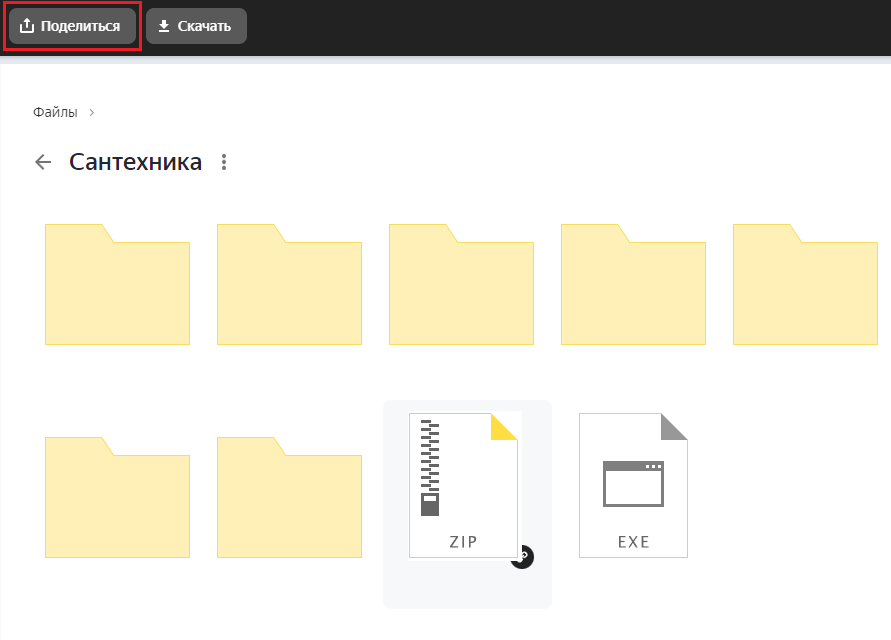 Поделиться
Скачать
Файлы
Сантехника
ZIP
EXE